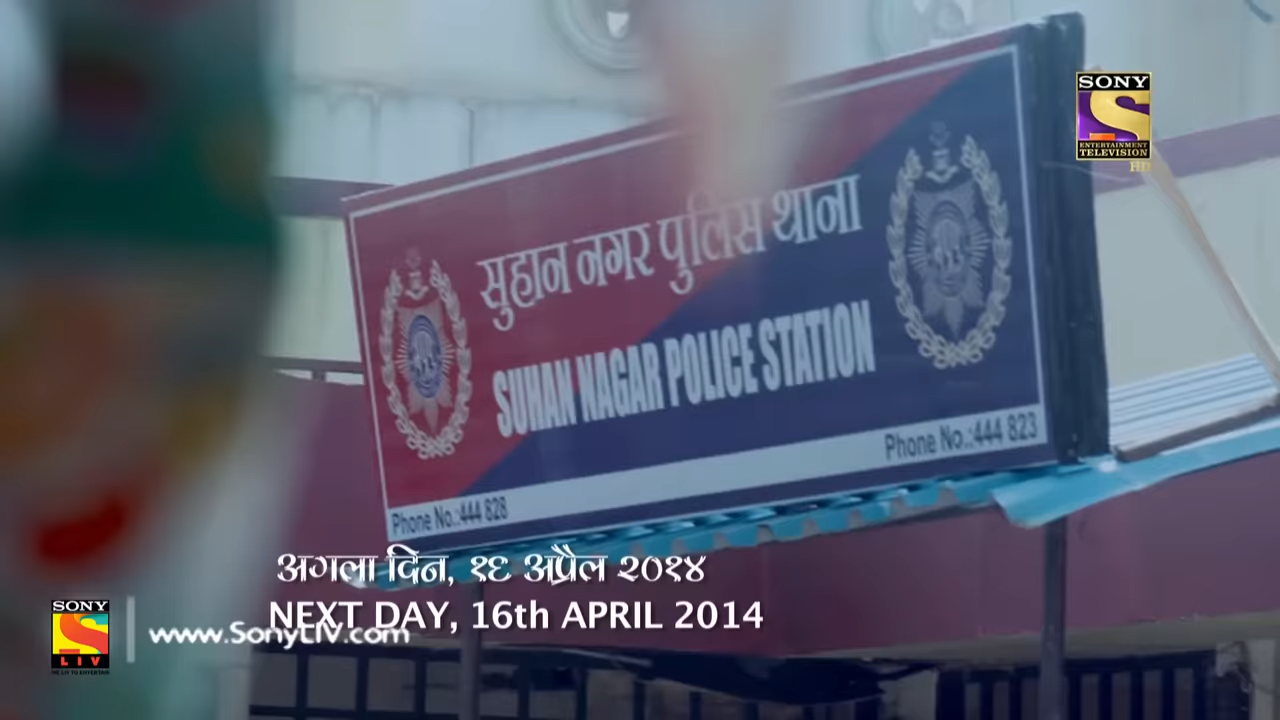 SONY
ENTERTAINMENT
TELEVISION
HD
सुहान नगर पुलिस थाना
SUHAN NAGAR POLICE STATION
Phone No.:444 828
Phone No.:444 823
अगला दिन, १६ अप्रैल २०१४
NEXT DAY, 16th APRIL 2014
SONY
LIV
www.SonyLIV.com